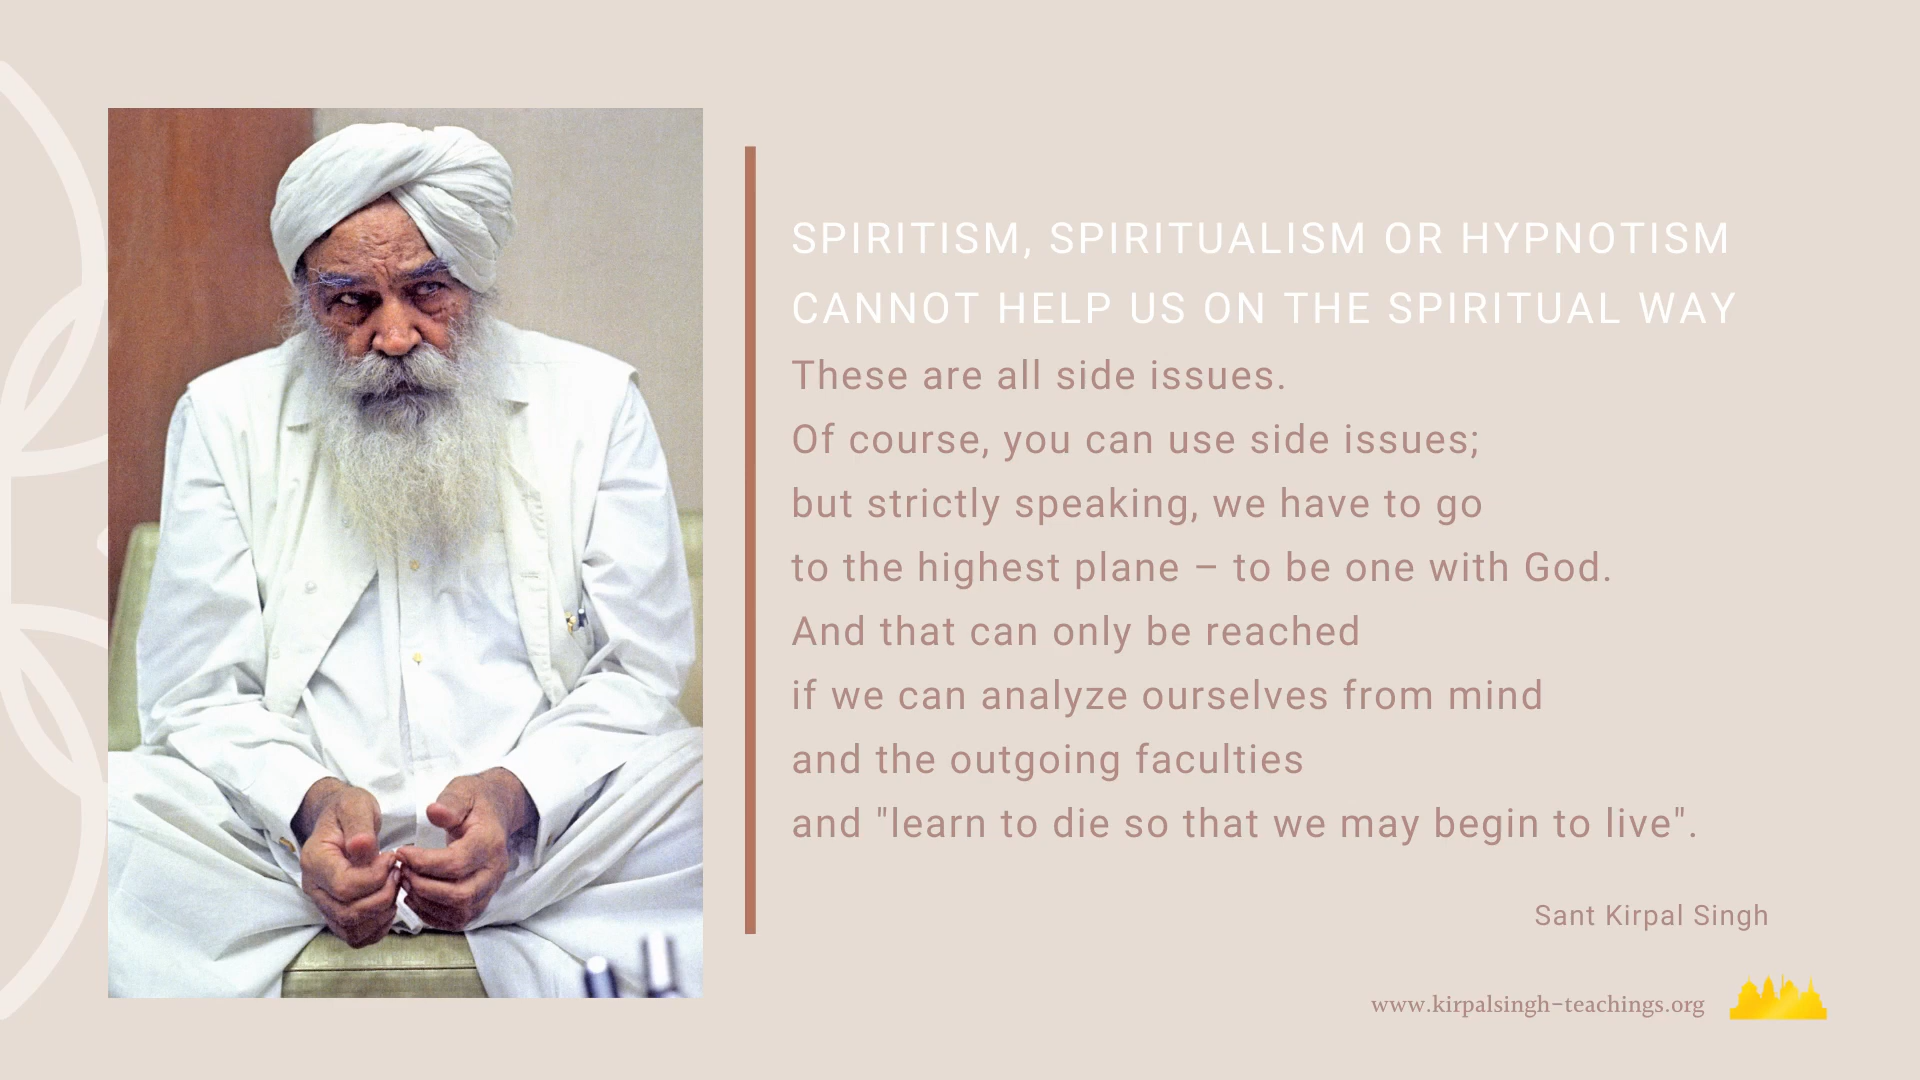 SPIRITISM, SPIRITUALISM OR HYPNOTISM
CANNOT HELP US ON THE SPIRITUAL WAY
These are all side issues.
Of course, you can use side issues;
but strictly speaking, we have to go
to the highest plane – to be one with God.
And that can only be reached
if we can analyze ourselves from mind
and the outgoing faculties
and "learn to die so that we may begin to live".
Sant Kirpal Singh
www.kirpalsingh-teachings.org